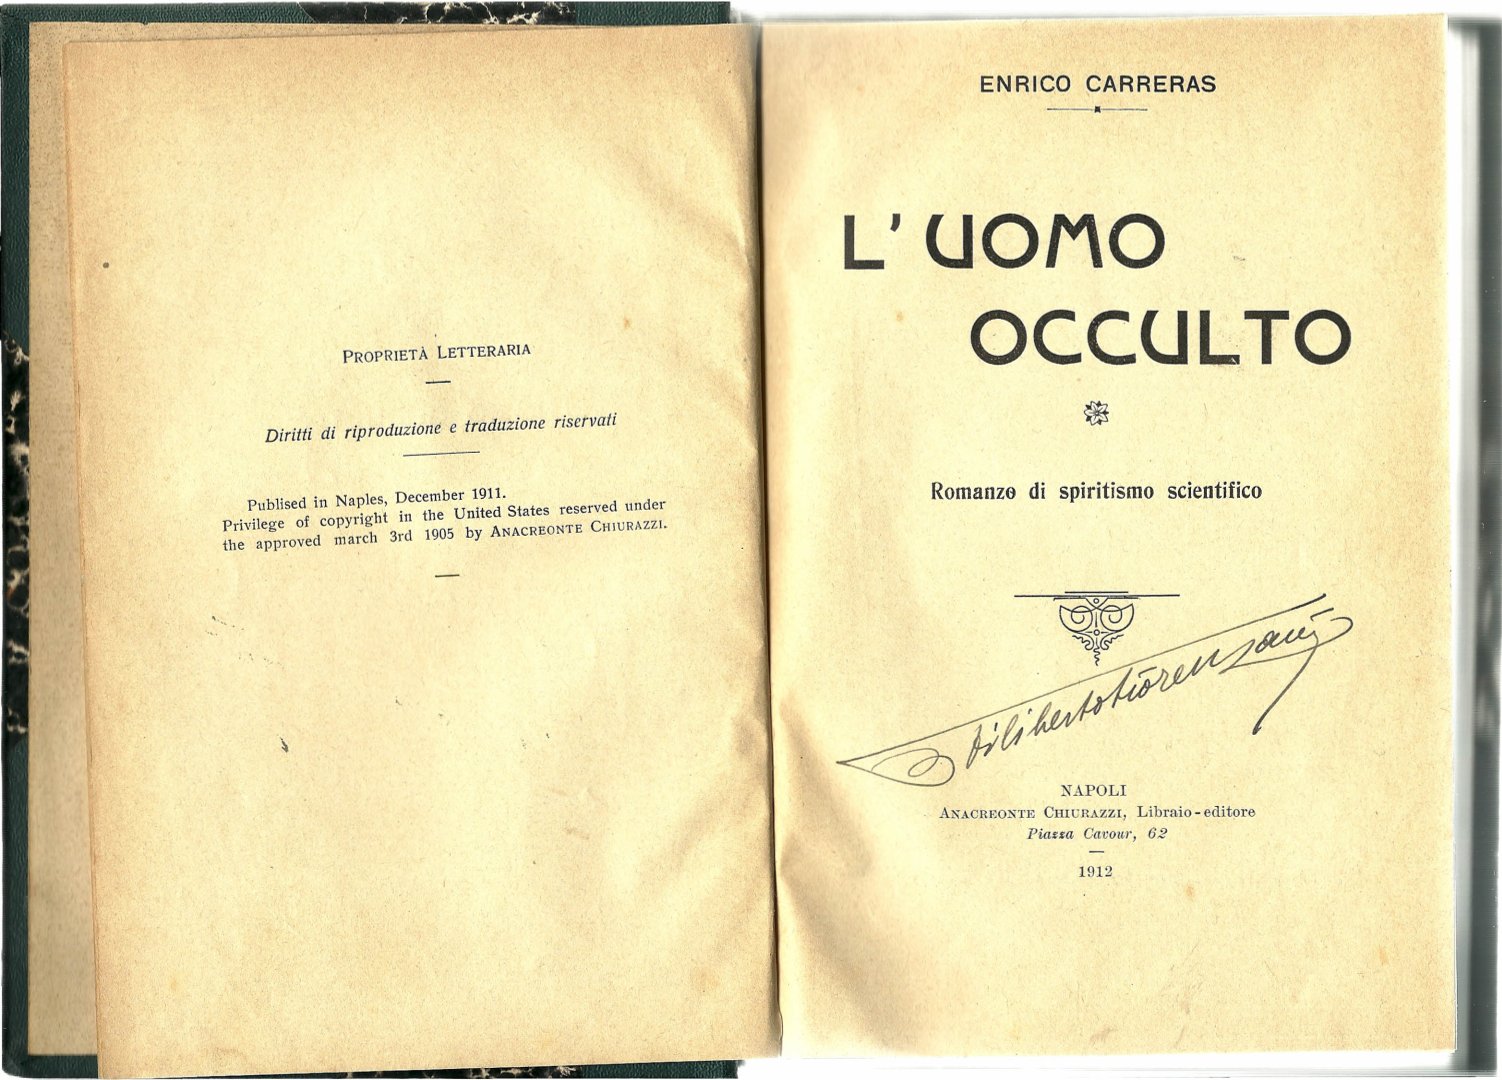 PROPRIETÀ LETTERARIA
Diritti di riproduzione e traduzione riservati
Publised in Naples, December 1911.
Privilege of copyright in the United States reserved under
the approved march 3rd 1905 by ANACREONTE CHIURAZZI.
ENRICO CARRERAS
L'UOMO
OCCULTO
Romanzo di spiritismo scientifico
NAPOLI
ANACREONTE CHIURAZZI, Libraio-editore
Piazza Cavour, 62
1912